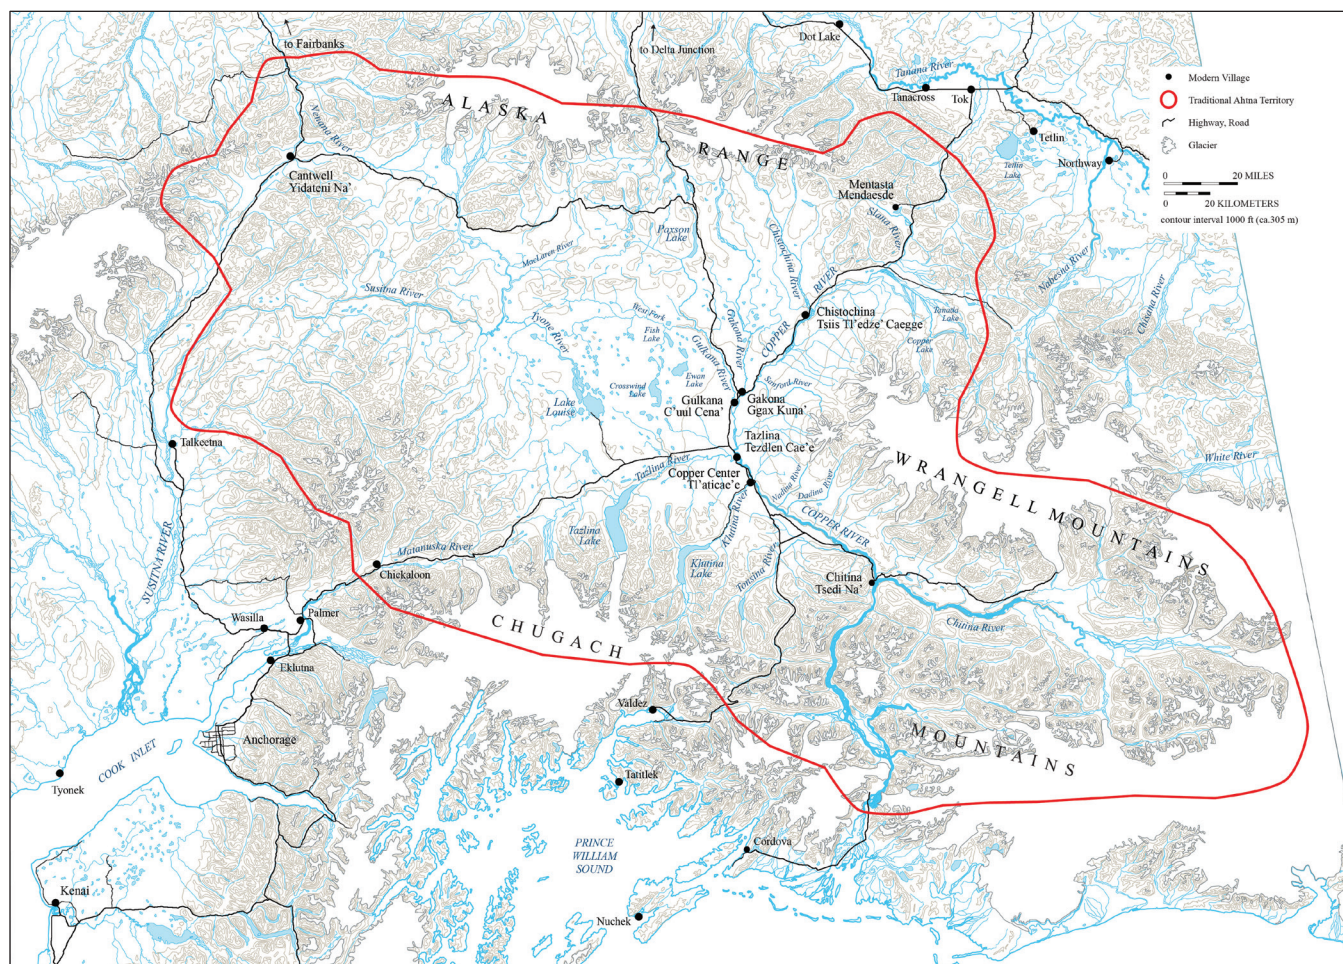 to Fairbanks
to Delta Junction
Dot Lake
Tanana River
Tanacross
Tok
Tetlin
Tetlin
Lake
Northway
Modern Village
Traditional Ahtna Territory
Highway, Road
Glacier
0 20 MILES
0 20 KILOMETERS
contour interval 1000 ft (ca.305 m)
ALASKA
RANGE
Nenana River
Cantwell
Yidateni Na’
Mentasta
Mendaesde
Slana River
Paxson
Lake
Chistochina River
MacLaren River
Susitna River
Tyone River
West Fork
Fish
Lake
Gulkana River
Gakona River
COPPER RIVER
Chistochina
Tsiis Tl’edze’ Caegge
Tanada
Lake
Copper
Lake
Nabesna River
Chisana River
Ewan
Lake
Crosswind
Lake
Lake
Louise
Sanford River
Gulkana
C’uul Cena’
Gakona
Ggax Kuna’
Tazlina
Tezdlen Cae’e
Talkeetna
Tazlina River
Copper Center
Tl’aticae’e
Nadina River
Dadina River
WRANGELL MOUNTAINS
White River
COPPER RIVER
Klutina River
Tazlina
Lake
Klutina
Lake
Tonsina River
SUSITNA RIVER
Matanuska River
Chickaloon
Chitina
Tsedi Na’
Chitina River
Wasilla
Palmer
Eklutna
CHUGACH
MOUNTAINS
Valdez
Anchorage
COOK INLET
Tyonek
Tatitlek
PRINCE
WILLIAM
SOUND
Cordova
Kenai
Nuchek